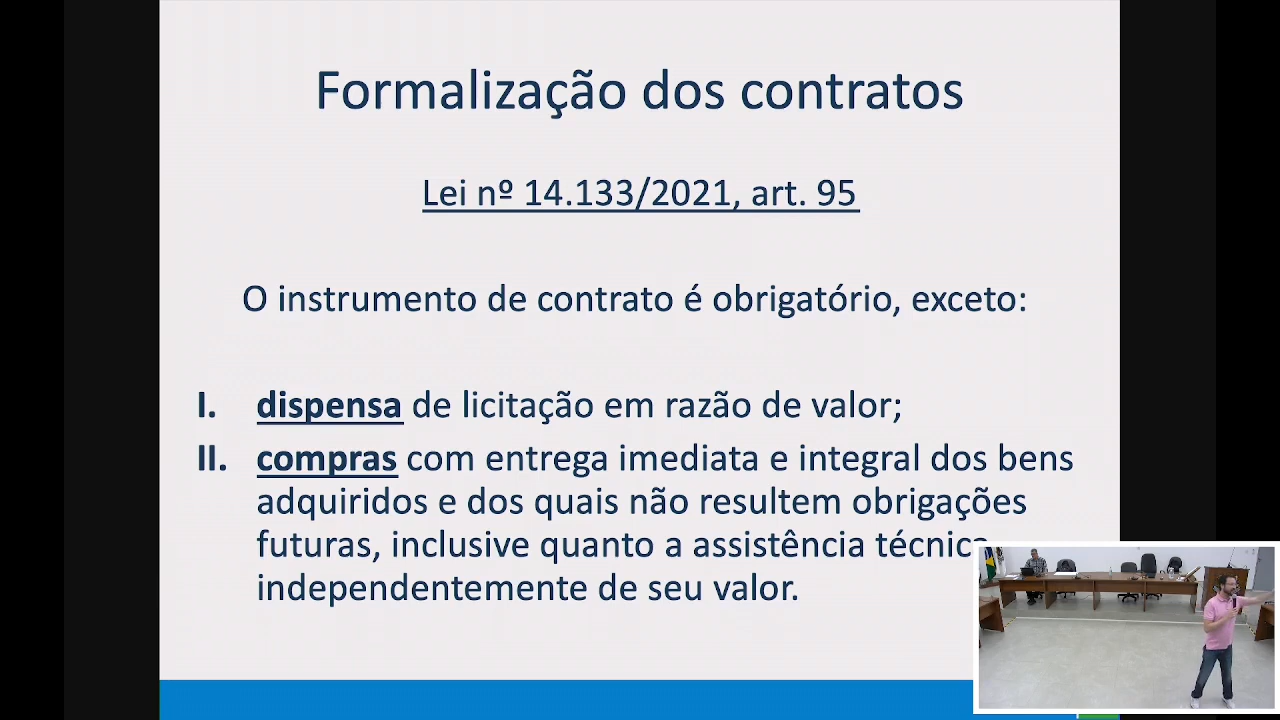 Formalização dos contratos
Lei nº 14.133/2021, art. 95
O instrumento de contrato é obrigatório, exceto:
I. dispensa de licitação em razão de valor;
II. compras com entrega imediata e integral dos bens
adquiridos e dos quais não resultem obrigações
futuras, inclusive quanto a assistência técnica
independentemente de seu valor.